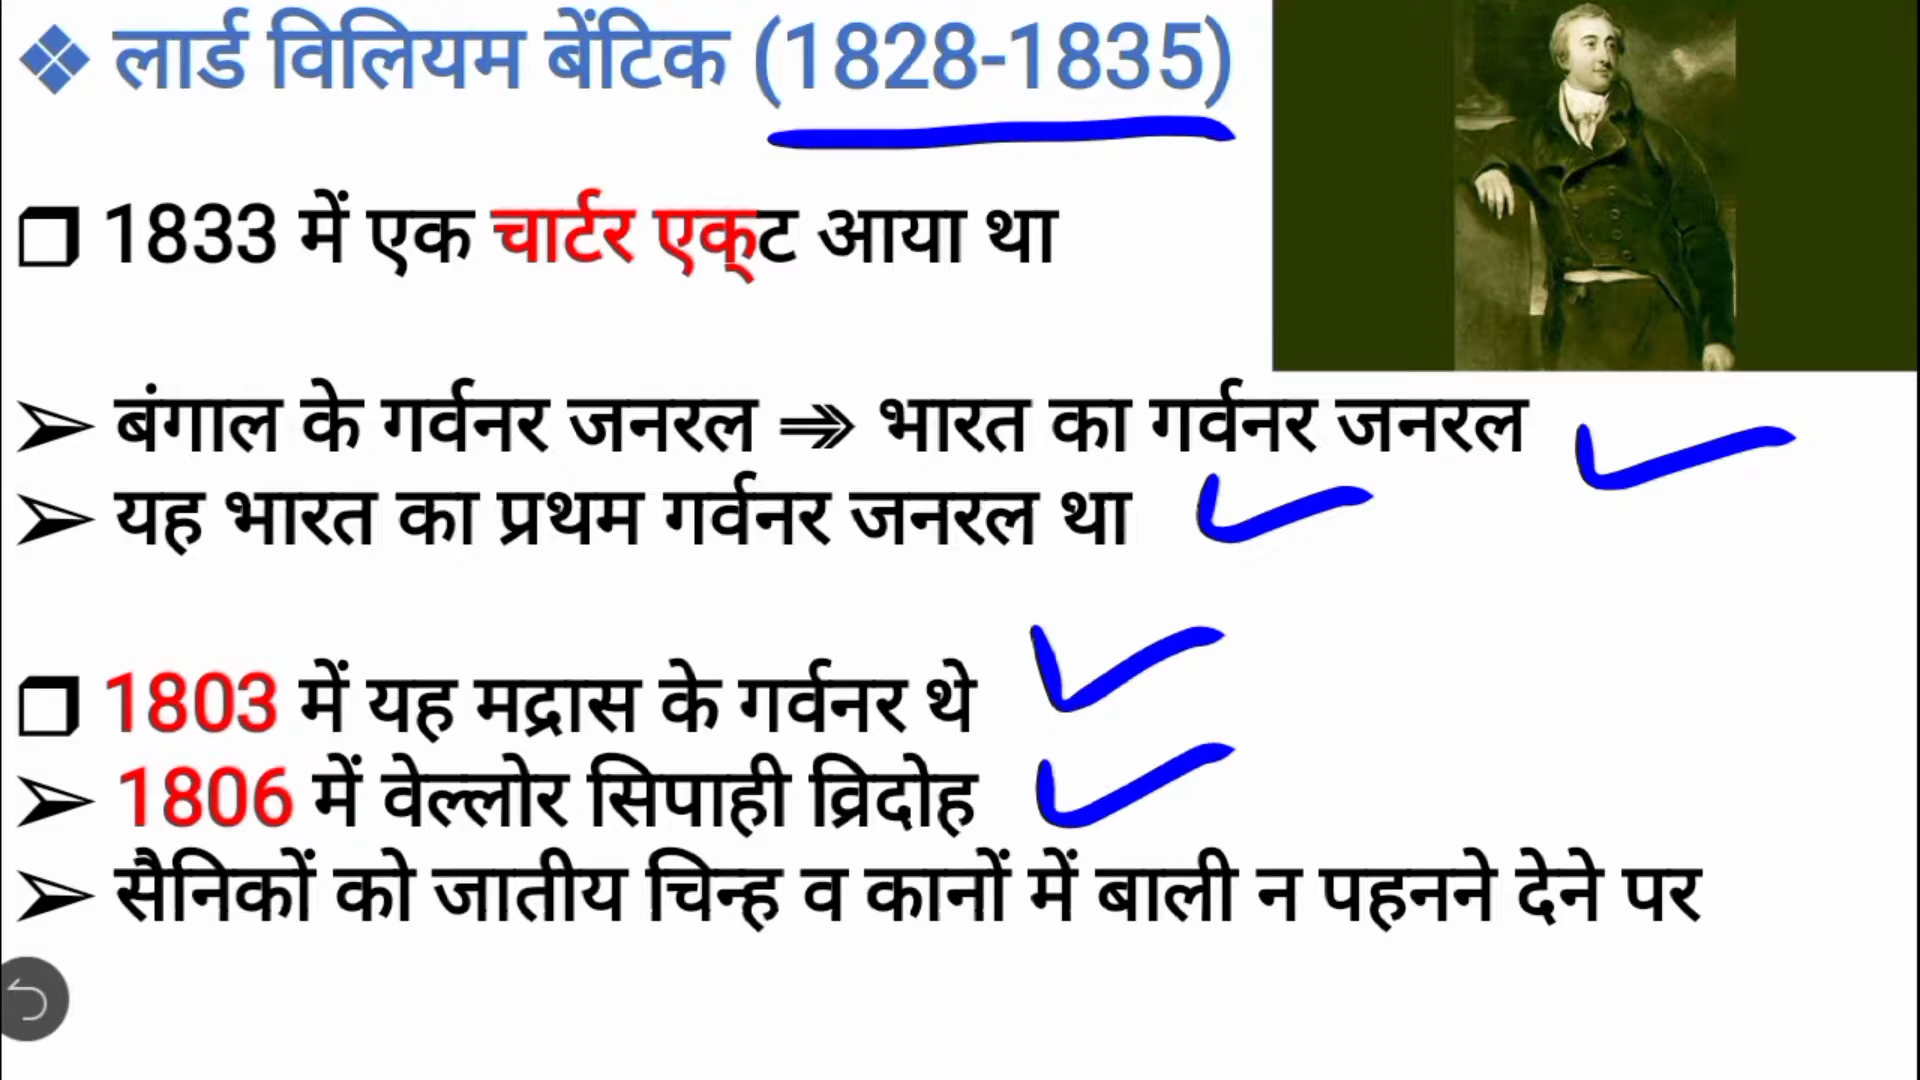 ❖ लार्ड विलियम बेंटिक (1828-1835)
❒ 1833 में एक चार्टर एक्ट आया था
➢ बंगाल के गर्वनर जनरल ⇒ भारत का गर्वनर जनरल
➢ यह भारत का प्रथम गर्वनर जनरल था
❒ 1803 में यह मद्रास के गर्वनर थे
➢ 1806 में वेल्लोर सिपाही व्रिदोह
➢ सैनिकों को जातीय चिन्ह व कानों में बाली न पहनने देने पर